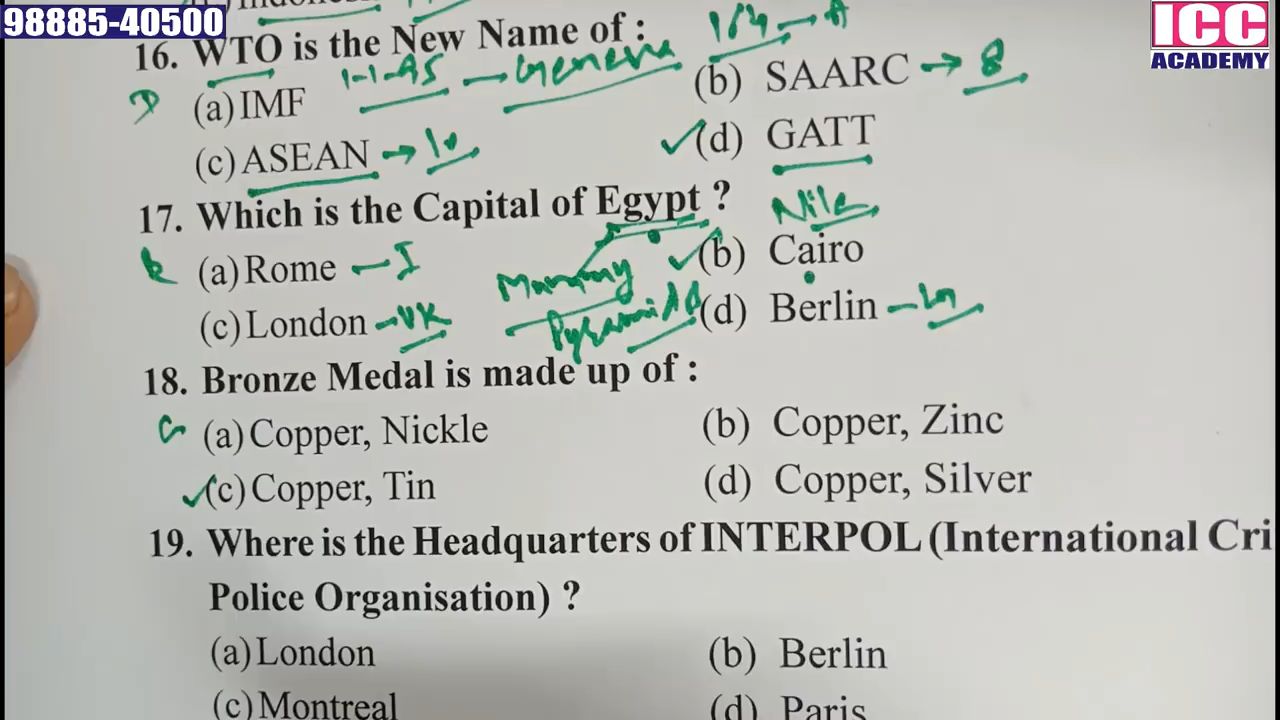 98885-40500
ICC
ACADEMY
16. WTO is the New Name of :
1-1-95 → Geneva
164
(a) IMF
(b) SAARC → 8
(c) ASEAN → 10
✓(d) GATT
17. Which is the Capital of Egypt ?
Nile
(a) Rome – I
Mummy
✓(b) Cairo
(c) London – UK
Pyramid
(d) Berlin
18. Bronze Medal is made up of :
(a) Copper, Nickle
(b) Copper, Zinc
✓(c) Copper, Tin
(d) Copper, Silver
19. Where is the Headquarters of INTERPOL (International Cri
Police Organisation) ?
(a) London
(b) Berlin
(c) Montreal
(d) Paris